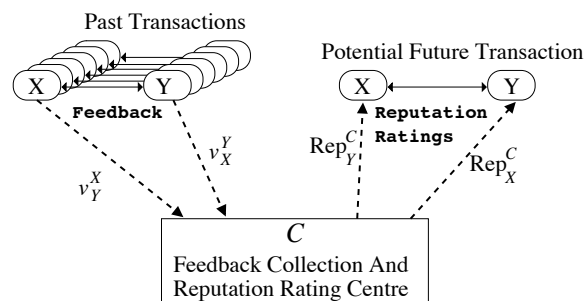 Past Transactions
Potential Future Transaction
X Y X Y
Feedback
Reputation
Ratings
v_Y^X v_X^Y Rep_Y^C Rep_X^C
C
Feedback Collection And
Reputation Rating Centre